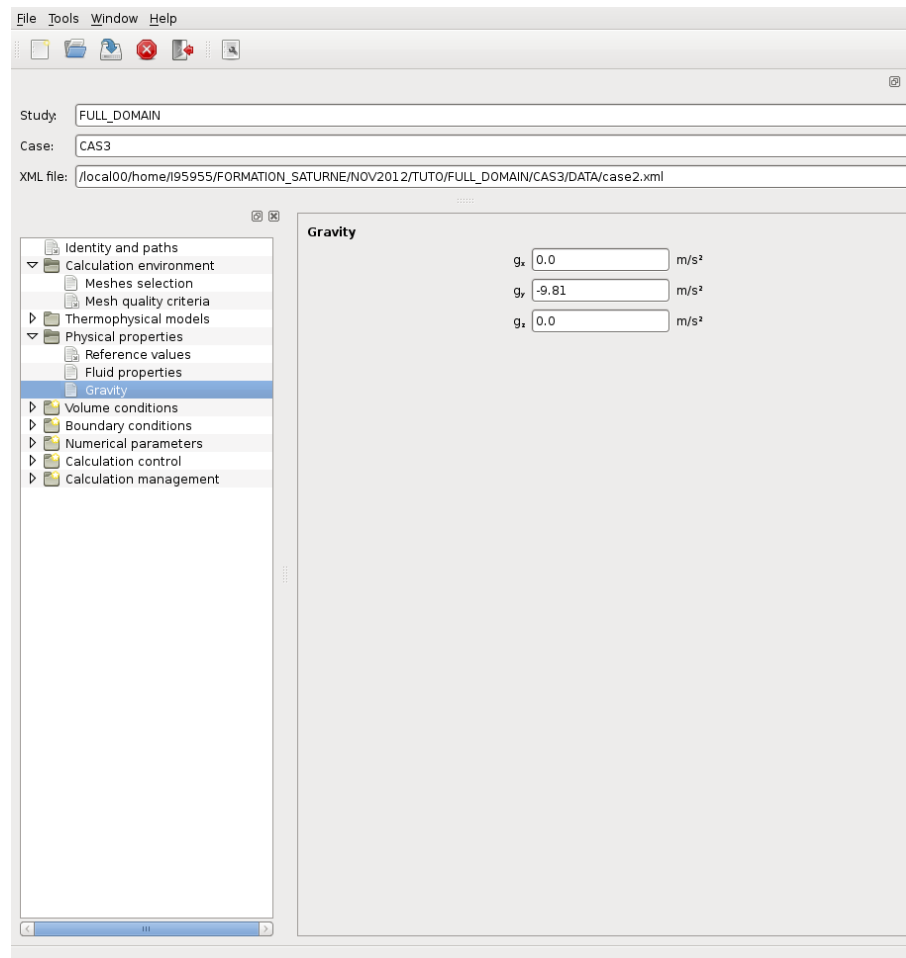 File Tools Window Help
Study: FULL_DOMAIN
Case: CAS3
XML file: /local00/home/I95955/FORMATION_SATURNE/NOV2012/TUTO/FULL_DOMAIN/CAS3/DATA/case2.xml
Identity and paths
Calculation environment
Meshes selection
Mesh quality criteria
Thermophysical models
Physical properties
Reference values
Fluid properties
Gravity
Volume conditions
Boundary conditions
Numerical parameters
Calculation control
Calculation management
Gravity
gₓ 0.0 m/s²
gᵧ -9.81 m/s²
g𝓏 0.0 m/s²